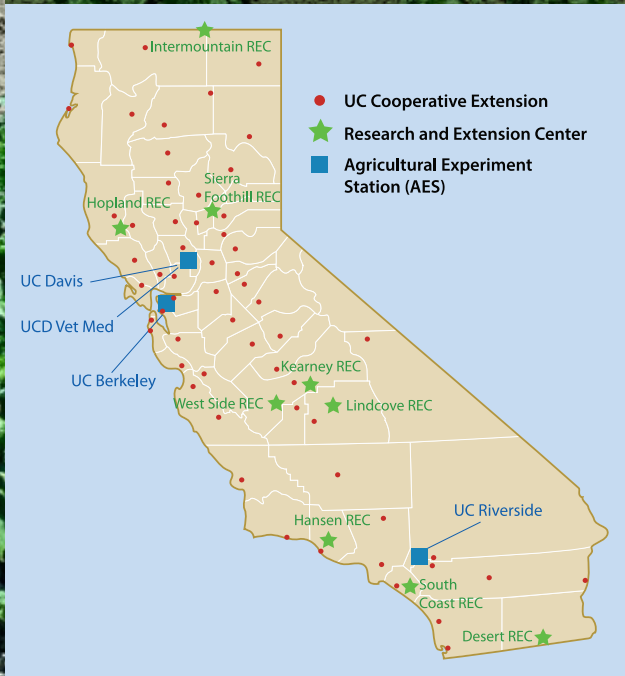 Intermountain REC
UC Cooperative Extension
Research and Extension Center
Agricultural Experiment
Station (AES)
Sierra
Foothill REC
Hopland REC
UC Davis
UCD Vet Med
UC Berkeley
Kearney REC
West Side REC
Lindcove REC
UC Riverside
Hansen REC
South
Coast REC
Desert REC